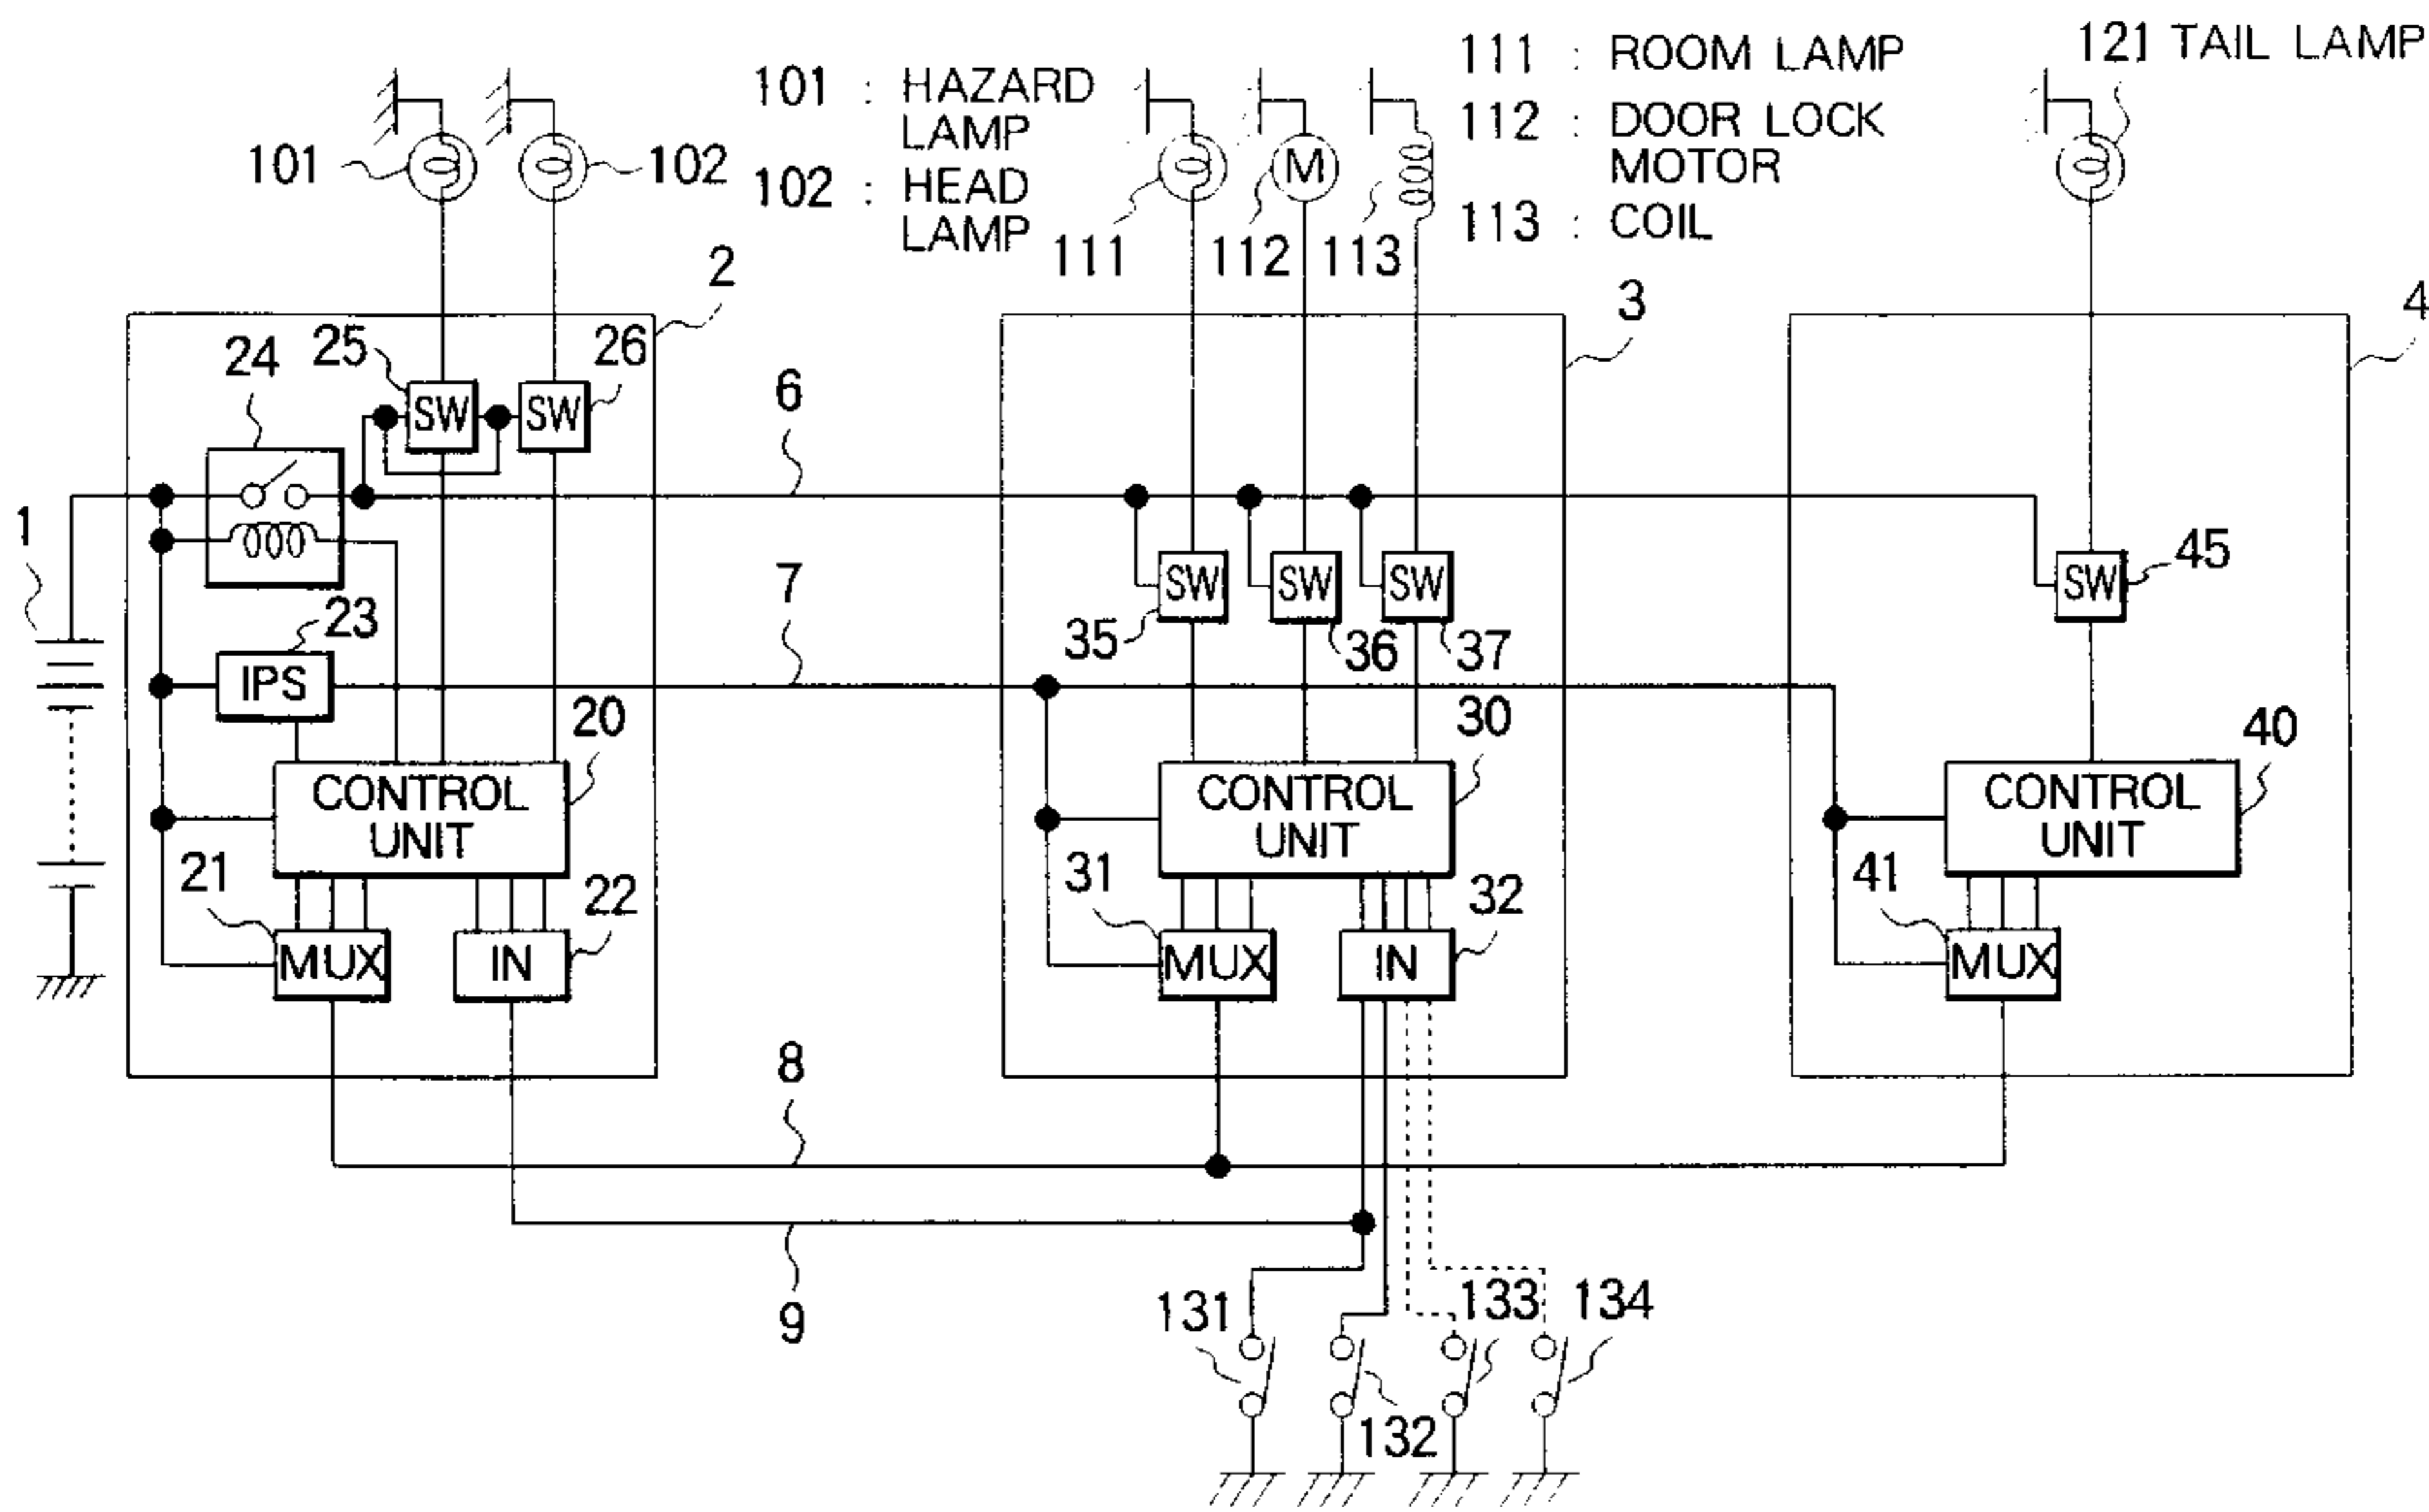 101 : HAZARD
LAMP
102 : HEAD
LAMP
111 : ROOM LAMP
112 : DOOR LOCK
MOTOR
113 : COIL
121 TAIL LAMP
101
102
111
M
112
113
2
3
4
24
25
26
SW
SW
6
1
SW
SW
SW
SW
45
35
36
37
7
23
IPS
20
30
40
CONTROL
UNIT
CONTROL
UNIT
CONTROL
UNIT
21
22
31
32
41
MUX
IN
MUX
IN
MUX
8
9
131
132
133
134